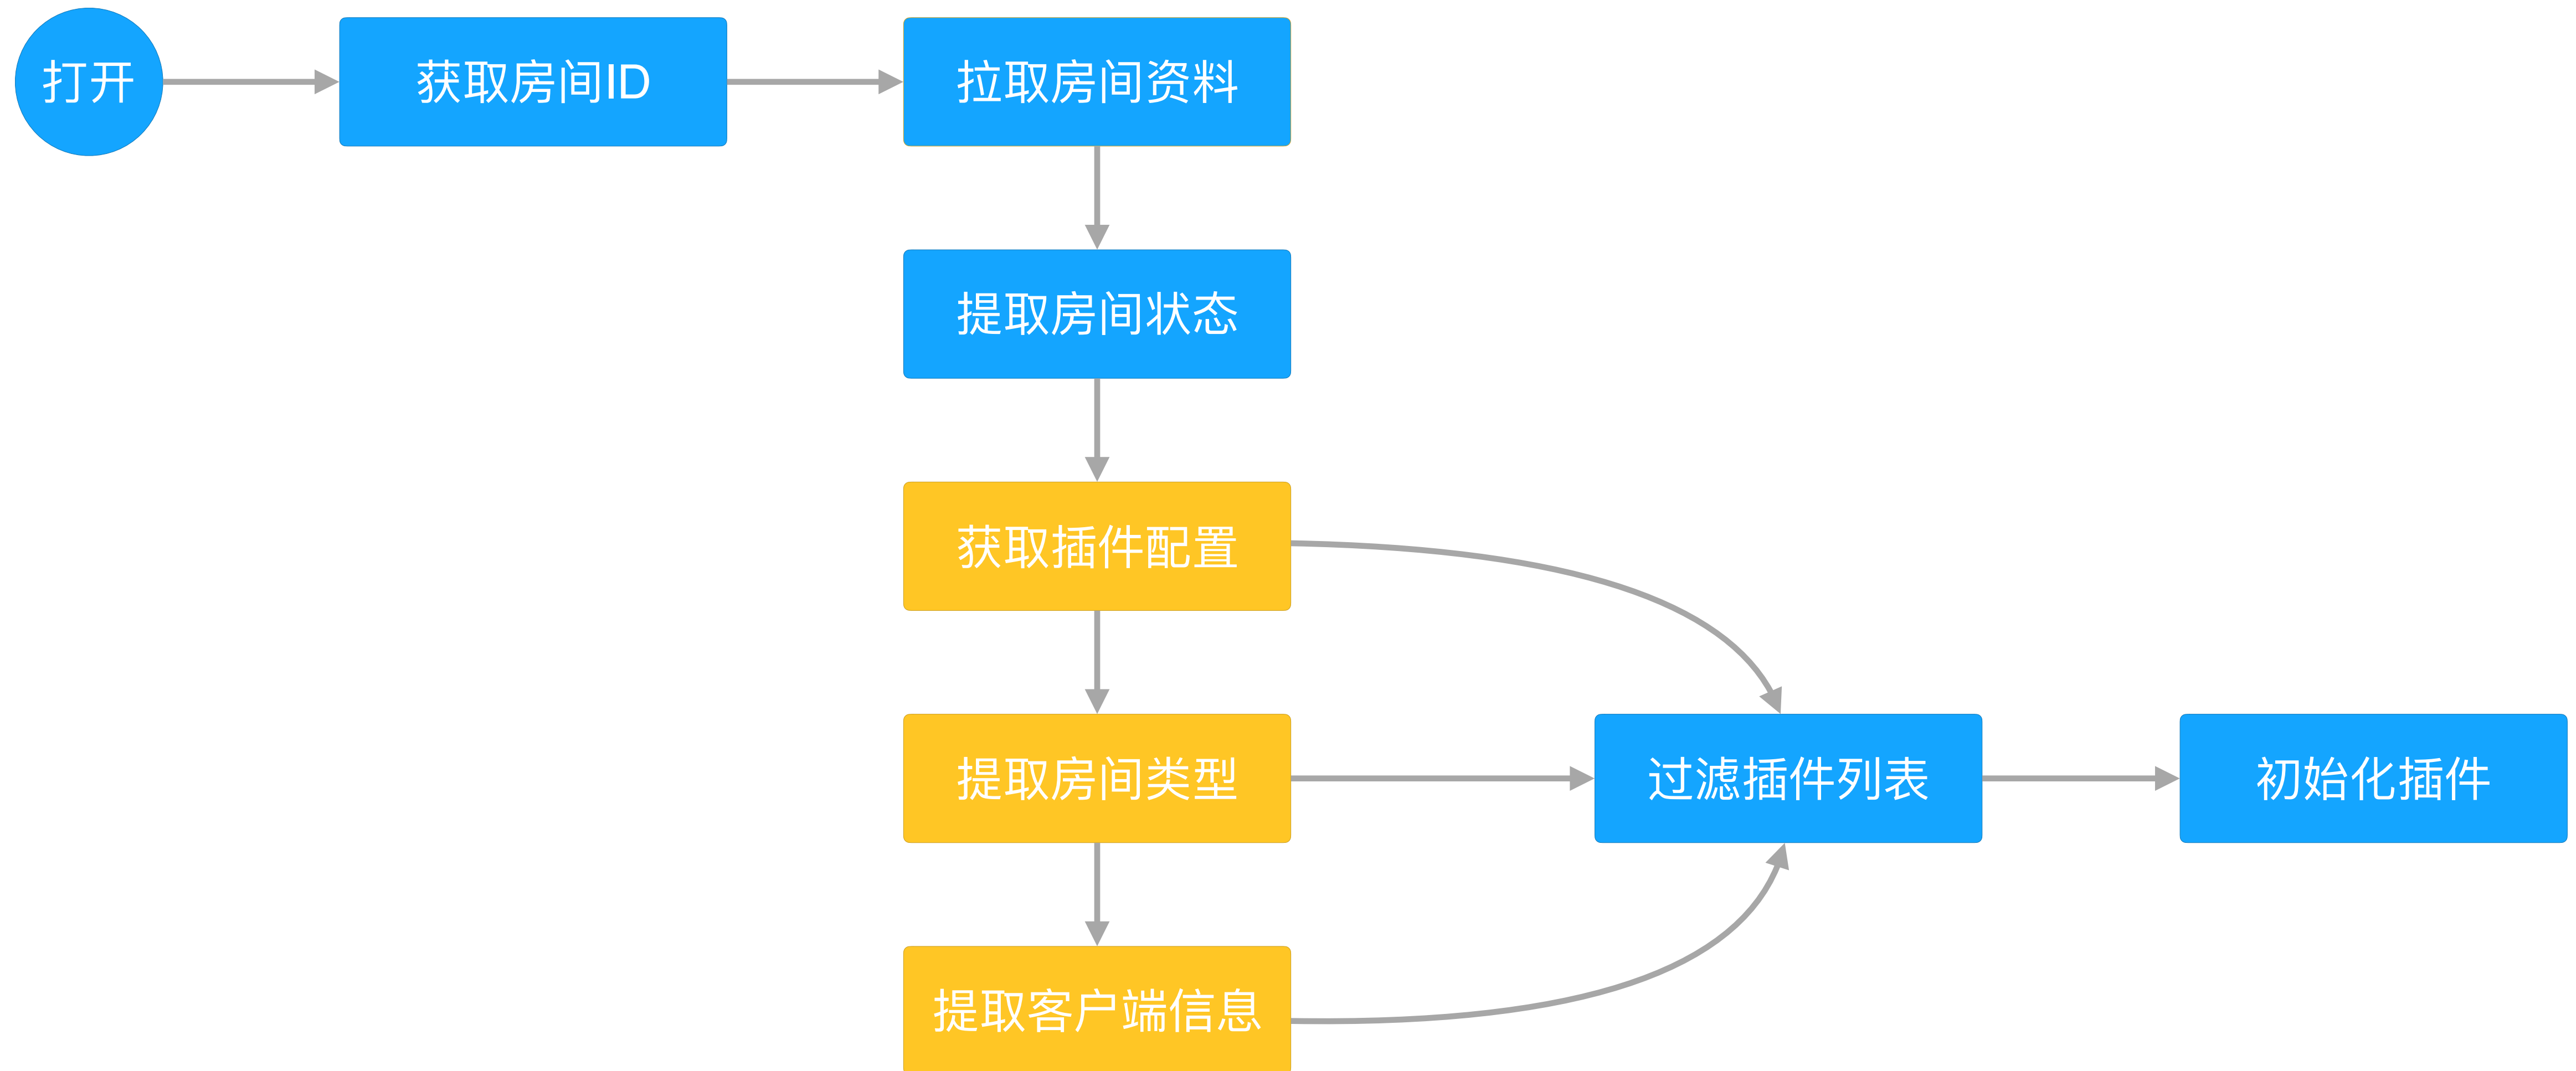 打开
获取房间ID
拉取房间资料
提取房间状态
获取插件配置
提取房间类型
过滤插件列表
初始化插件
提取客户端信息